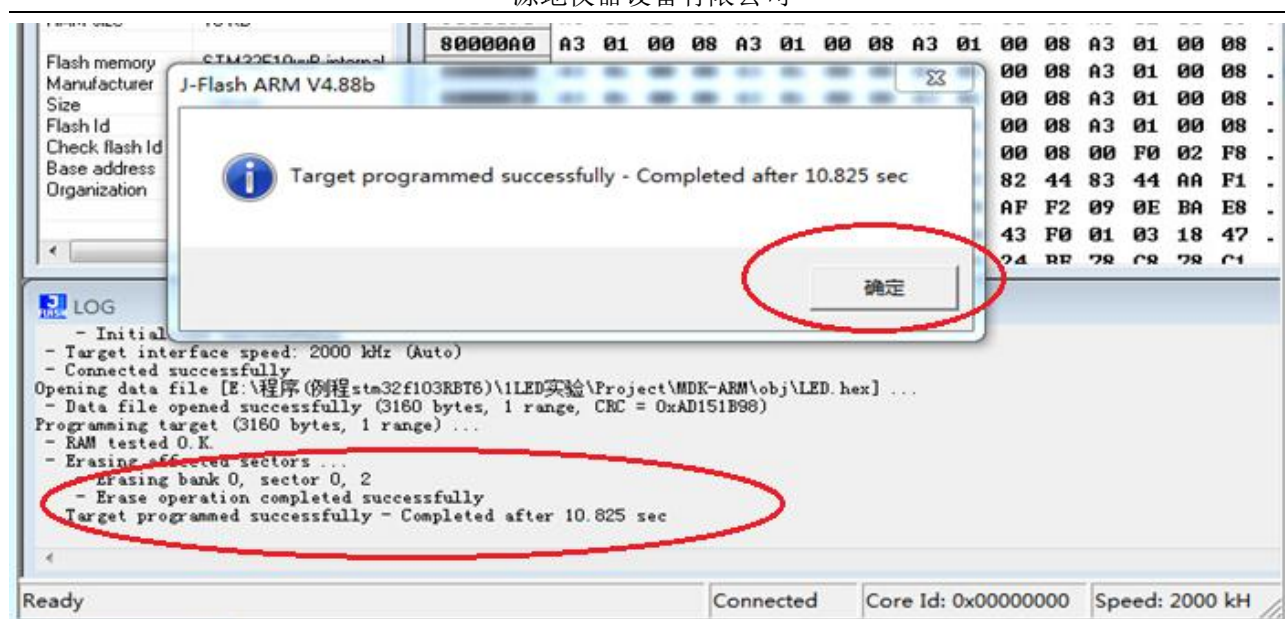 80000A0 A3 01 00 08 A3 01 00 08 A3 01 00 08 A3 01 00 08 .
Flash memory STM32F10xxB internal
00 08 A3 01 00 08 .
Manufacturer
J-Flash ARM V4.88b
Size
00 08 A3 01 00 08 .
Flash Id
00 08 A3 01 00 08 .
Check flash Id
00 08 00 F0 02 F8 .
Base address
Target programmed successfully - Completed after 10.825 sec
82 44 83 44 AA F1 .
Organization
AF F2 09 0E BA E8 .
43 F0 01 03 18 47 .
24 BF 78 C8 78 C1
确定
LOG
- Initial
- Target interface speed: 2000 kHz (Auto)
- Connected successfully
Opening data file [E:\程序(例程stm32f103RBT6)\1LED实验\Project\MDK-ARM\obj\LED.hex] ...
- Data file opened successfully (3160 bytes, 1 range, CRC = 0xAD151B98)
Programming target (3160 bytes, 1 range) ...
- RAM tested O.K.
- Erasing affected sectors ...
- Erasing bank 0, sector 0, 2
- Erase operation completed successfully
Target programmed successfully - Completed after 10.825 sec
Ready
Connected
Core Id: 0x00000000
Speed: 2000 kH